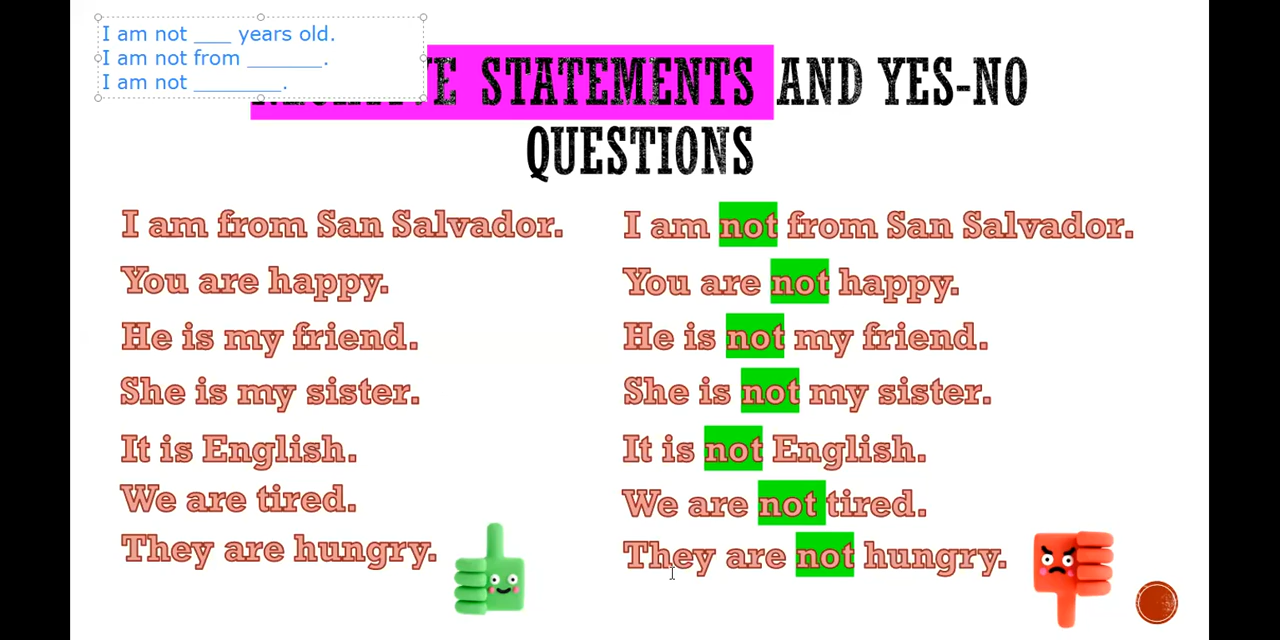 I am not ___ years old.
I am not from _______.
I am not ________.
STATEMENTS AND YES-NO
QUESTIONS
I am from San Salvador.
You are happy.
He is my friend.
She is my sister.
It is English.
We are tired.
They are hungry.
I am not from San Salvador.
You are not happy.
He is not my friend.
She is not my sister.
It is not English.
We are not tired.
They are not hungry.